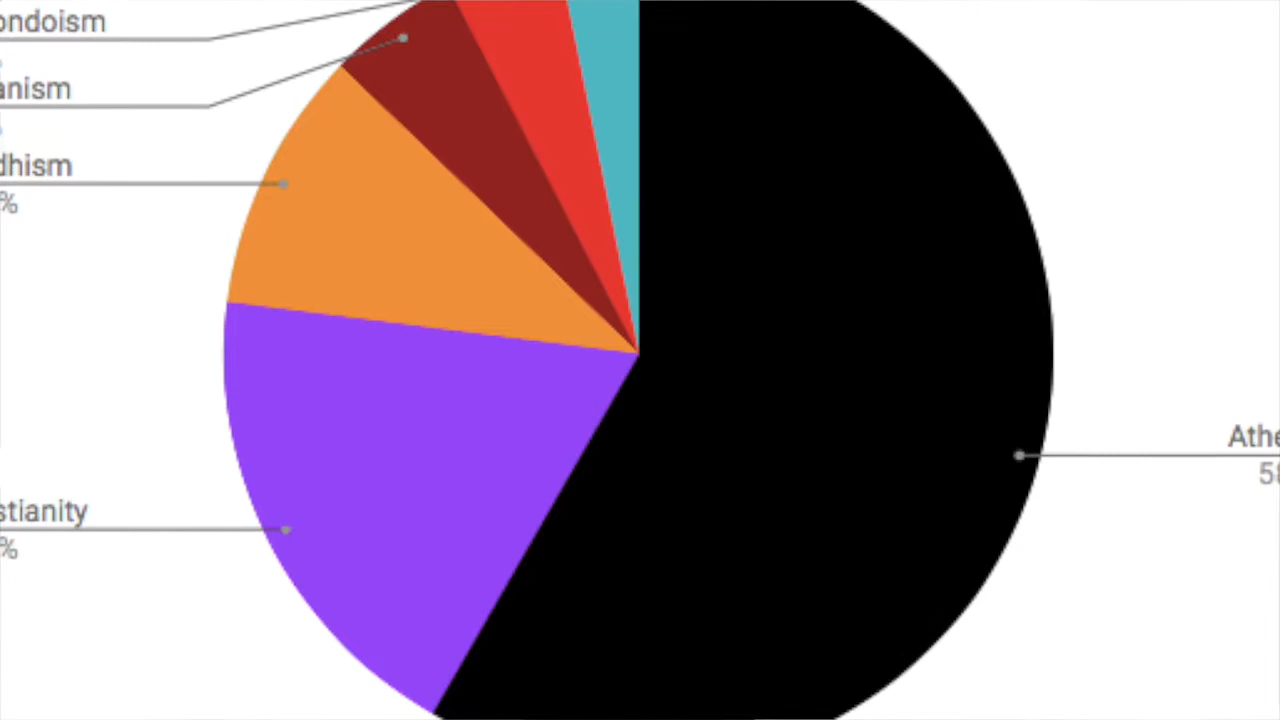 ondoism
anism
dhism
%
Athe
58
stianity
%